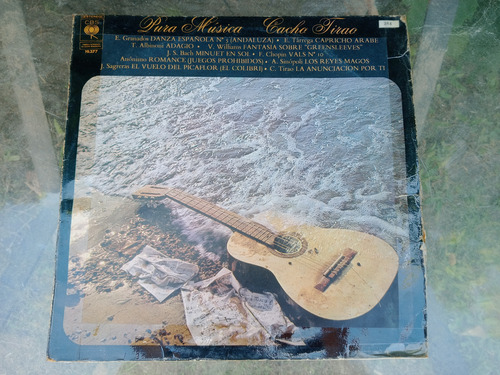 Pura Música Cacho Tirao
CBS
19.377
E. Granados DANZA ESPAÑOLA Nº 5 (ANDALUZA) • E. Tárrega CAPRICHO ARABE
T. Albinoni ADAGIO • V. Williams FANTASIA SOBRE "GREENSLEEVES"
J. S. Bach MINUET EN SOL • F. Chopin VALS Nº 10
Anónimo ROMANCE (JUEGOS PROHIBIDOS) • A. Sinópoli LOS REYES MAGOS
J. Sagreras EL VUELO DEL PICAFLOR (EL COLIBRI) • C. Tirao LA ANUNCIACION POR TI